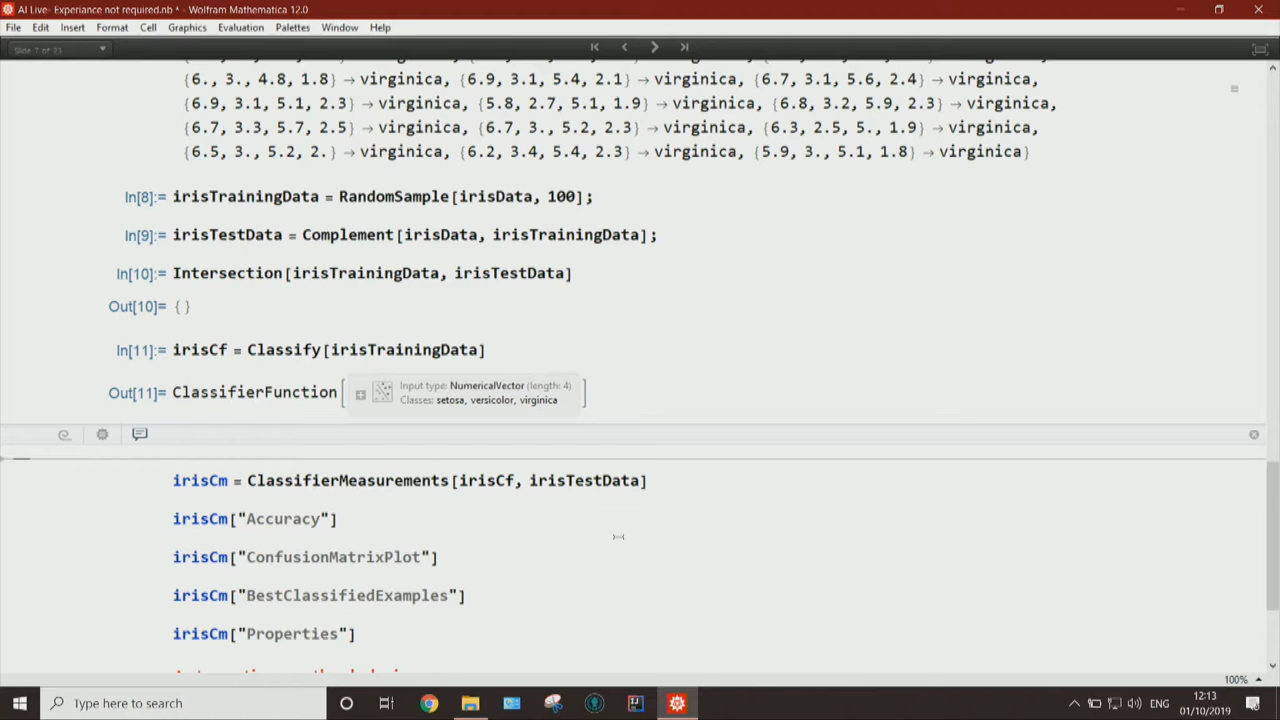 AI Live- Experiance not required.nb * - Wolfram Mathematica 12.0
File Edit Insert Format Cell Graphics Evaluation Palettes Window Help
Slide 7 of 23
{6., 3., 4.8, 1.8} → virginica, {6.9, 3.1, 5.4, 2.1} → virginica, {6.7, 3.1, 5.6, 2.4} → virginica,
{6.9, 3.1, 5.1, 2.3} → virginica, {5.8, 2.7, 5.1, 1.9} → virginica, {6.8, 3.2, 5.9, 2.3} → virginica,
{6.7, 3.3, 5.7, 2.5} → virginica, {6.7, 3., 5.2, 2.3} → virginica, {6.3, 2.5, 5., 1.9} → virginica,
{6.5, 3., 5.2, 2.} → virginica, {6.2, 3.4, 5.4, 2.3} → virginica, {5.9, 3., 5.1, 1.8} → virginica}
In[8]:= irisTrainingData = RandomSample[irisData, 100];
In[9]:= irisTestData = Complement[irisData, irisTrainingData];
In[10]:= Intersection[irisTrainingData, irisTestData]
Out[10]= {}
In[11]:= irisCf = Classify[irisTrainingData]
Out[11]= ClassifierFunction[ Input type: NumericalVector (length: 4)
Classes: setosa, versicolor, virginica ]
irisCm = ClassifierMeasurements[irisCf, irisTestData]
irisCm["Accuracy"]
irisCm["ConfusionMatrixPlot"]
irisCm["BestClassifiedExamples"]
irisCm["Properties"]
100%
Type here to search
ENG
12:13
01/10/2019